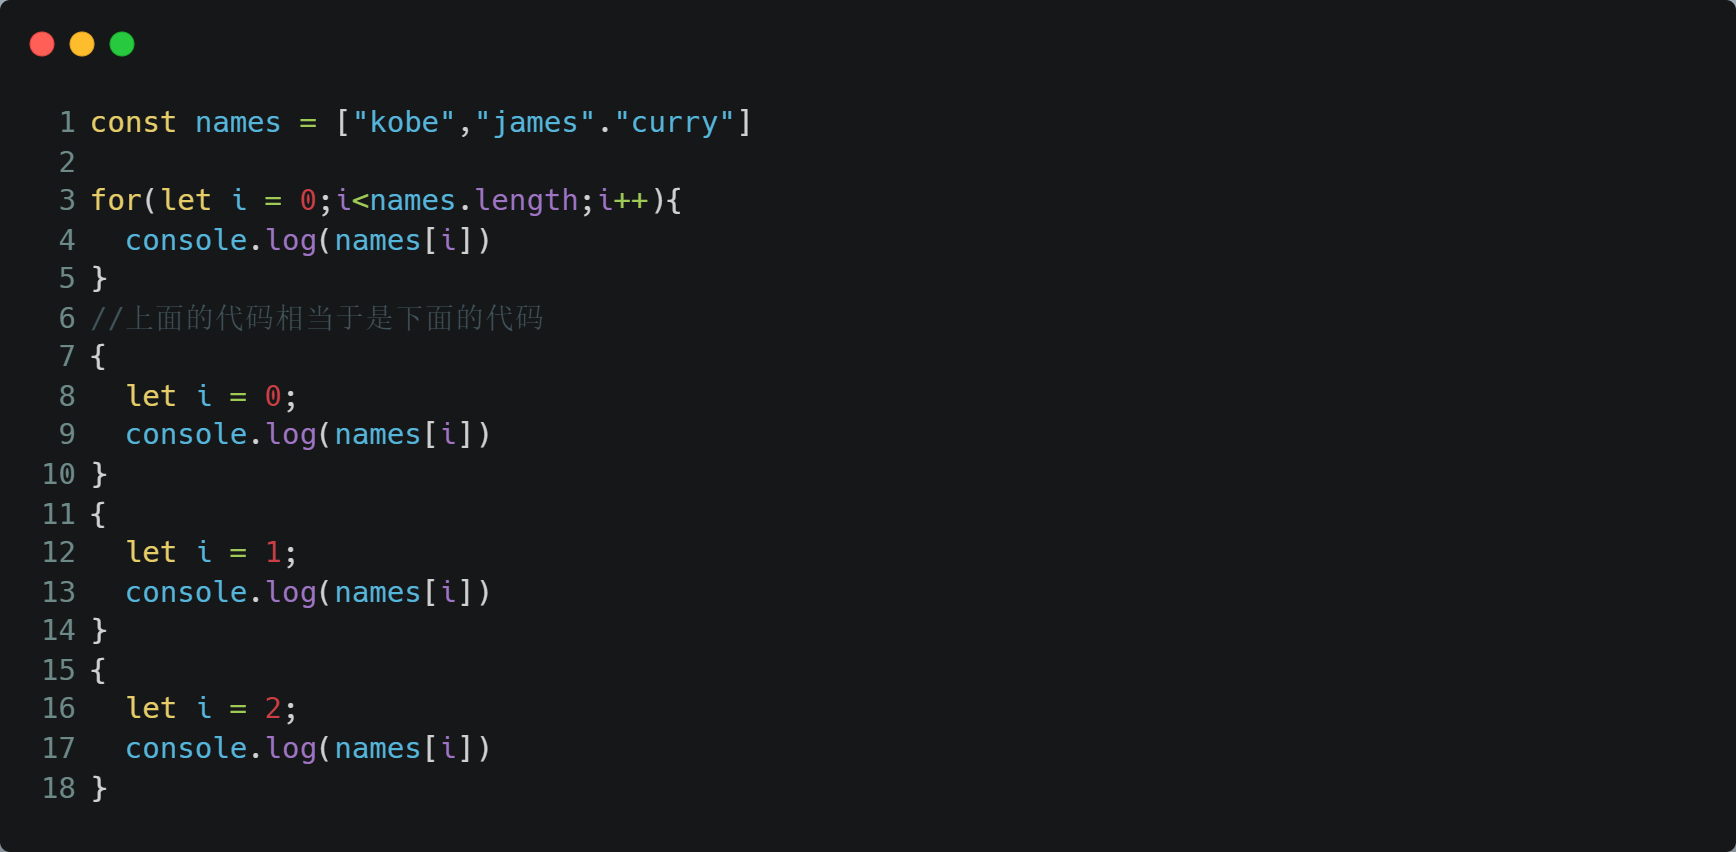 1 const names = ["kobe","james"."curry"]
2
3 for(let i = 0;i<names.length;i++){
4   console.log(names[i])
5 }
6 //上面的代码相当于是下面的代码
7 {
8   let i = 0;
9   console.log(names[i])
10 }
11 {
12   let i = 1;
13   console.log(names[i])
14 }
15 {
16   let i = 2;
17   console.log(names[i])
18 }